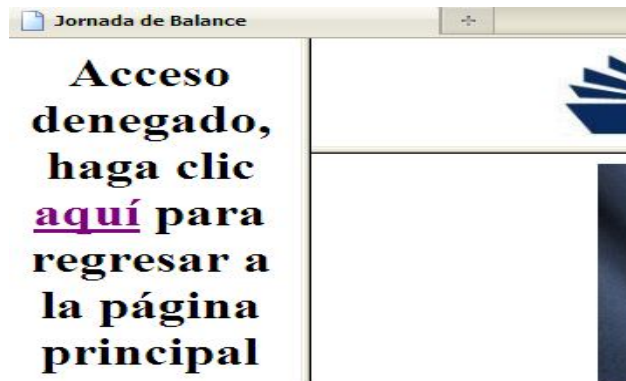 Jornada de Balance
Acceso
denegado,
haga clic
aquí para
regresar a
la página
principal